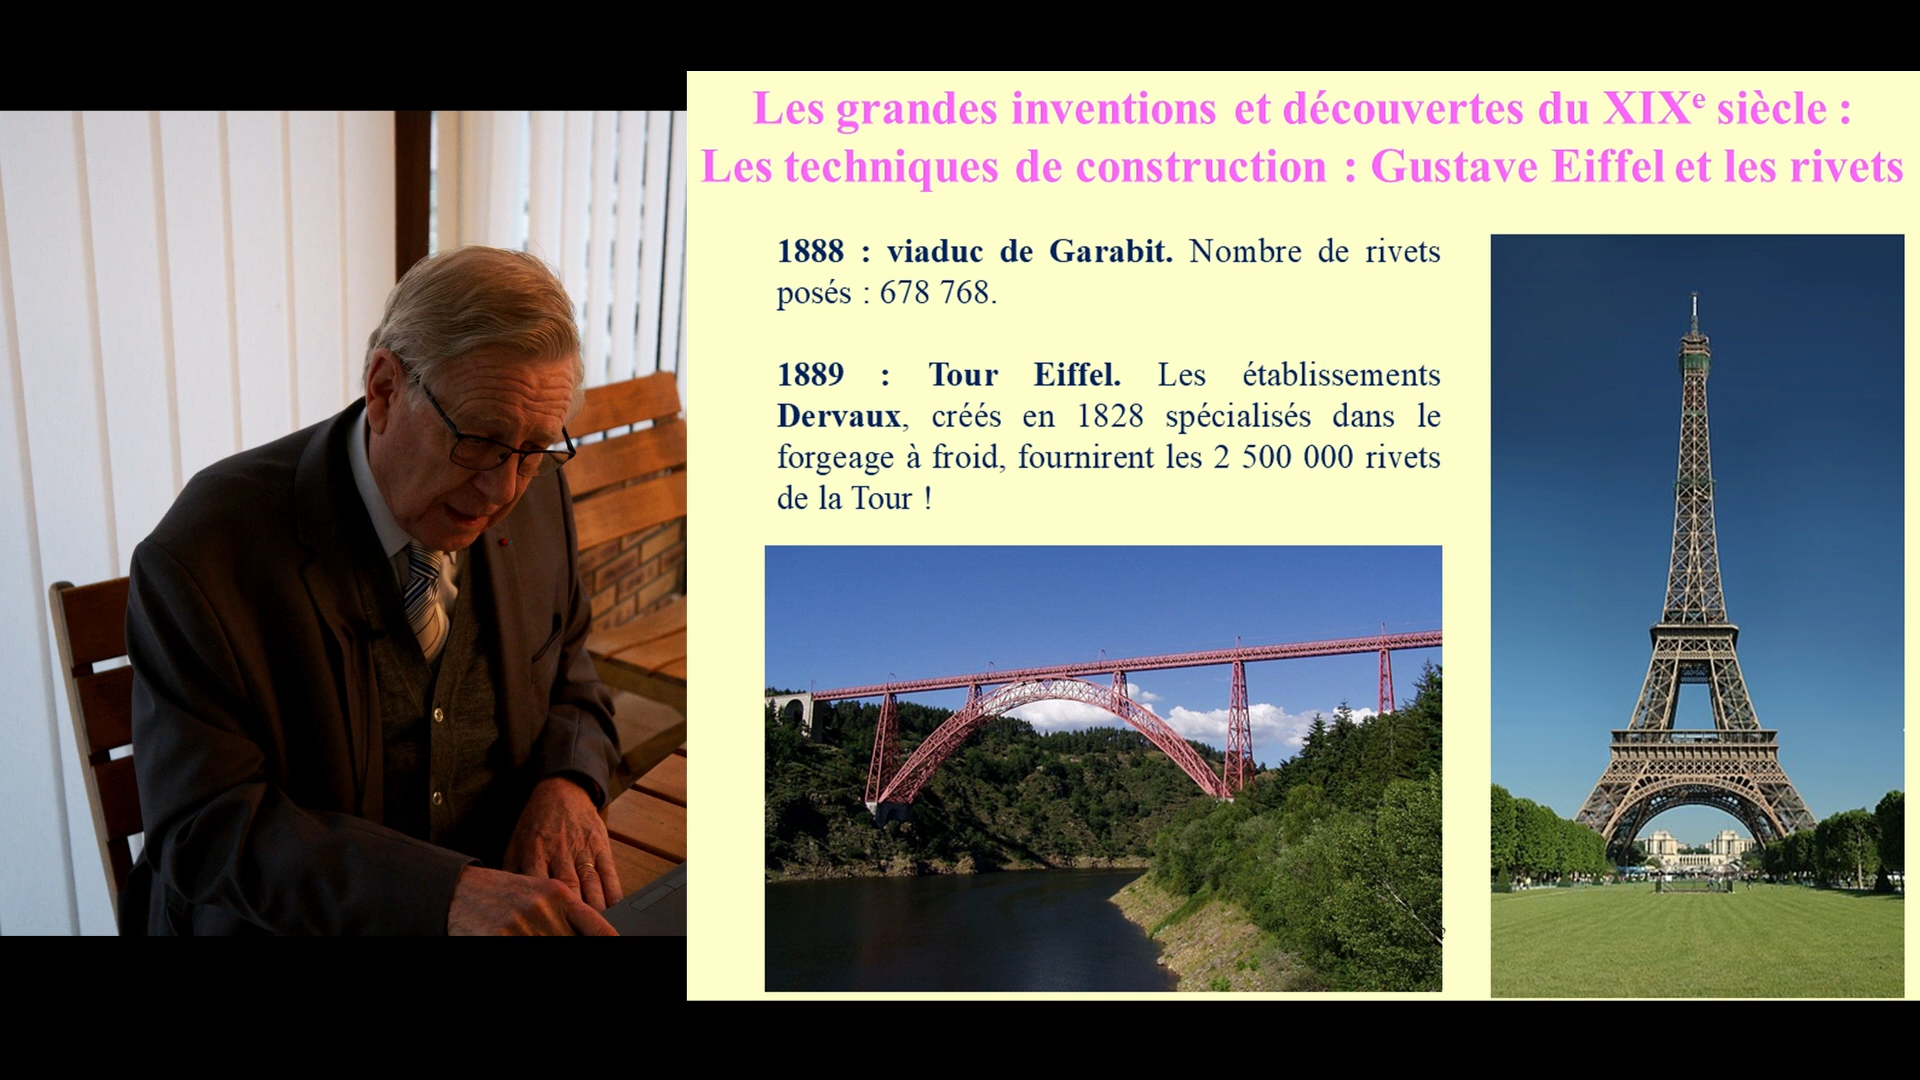 Les grandes inventions et découvertes du XIXe siècle :
Les techniques de construction : Gustave Eiffel et les rivets
1888 : viaduc de Garabit. Nombre de rivets
posés : 678 768.
1889 : Tour Eiffel. Les établissements
Dervaux, créés en 1828 spécialisés dans le
forgeage à froid, fournirent les 2 500 000 rivets
de la Tour !